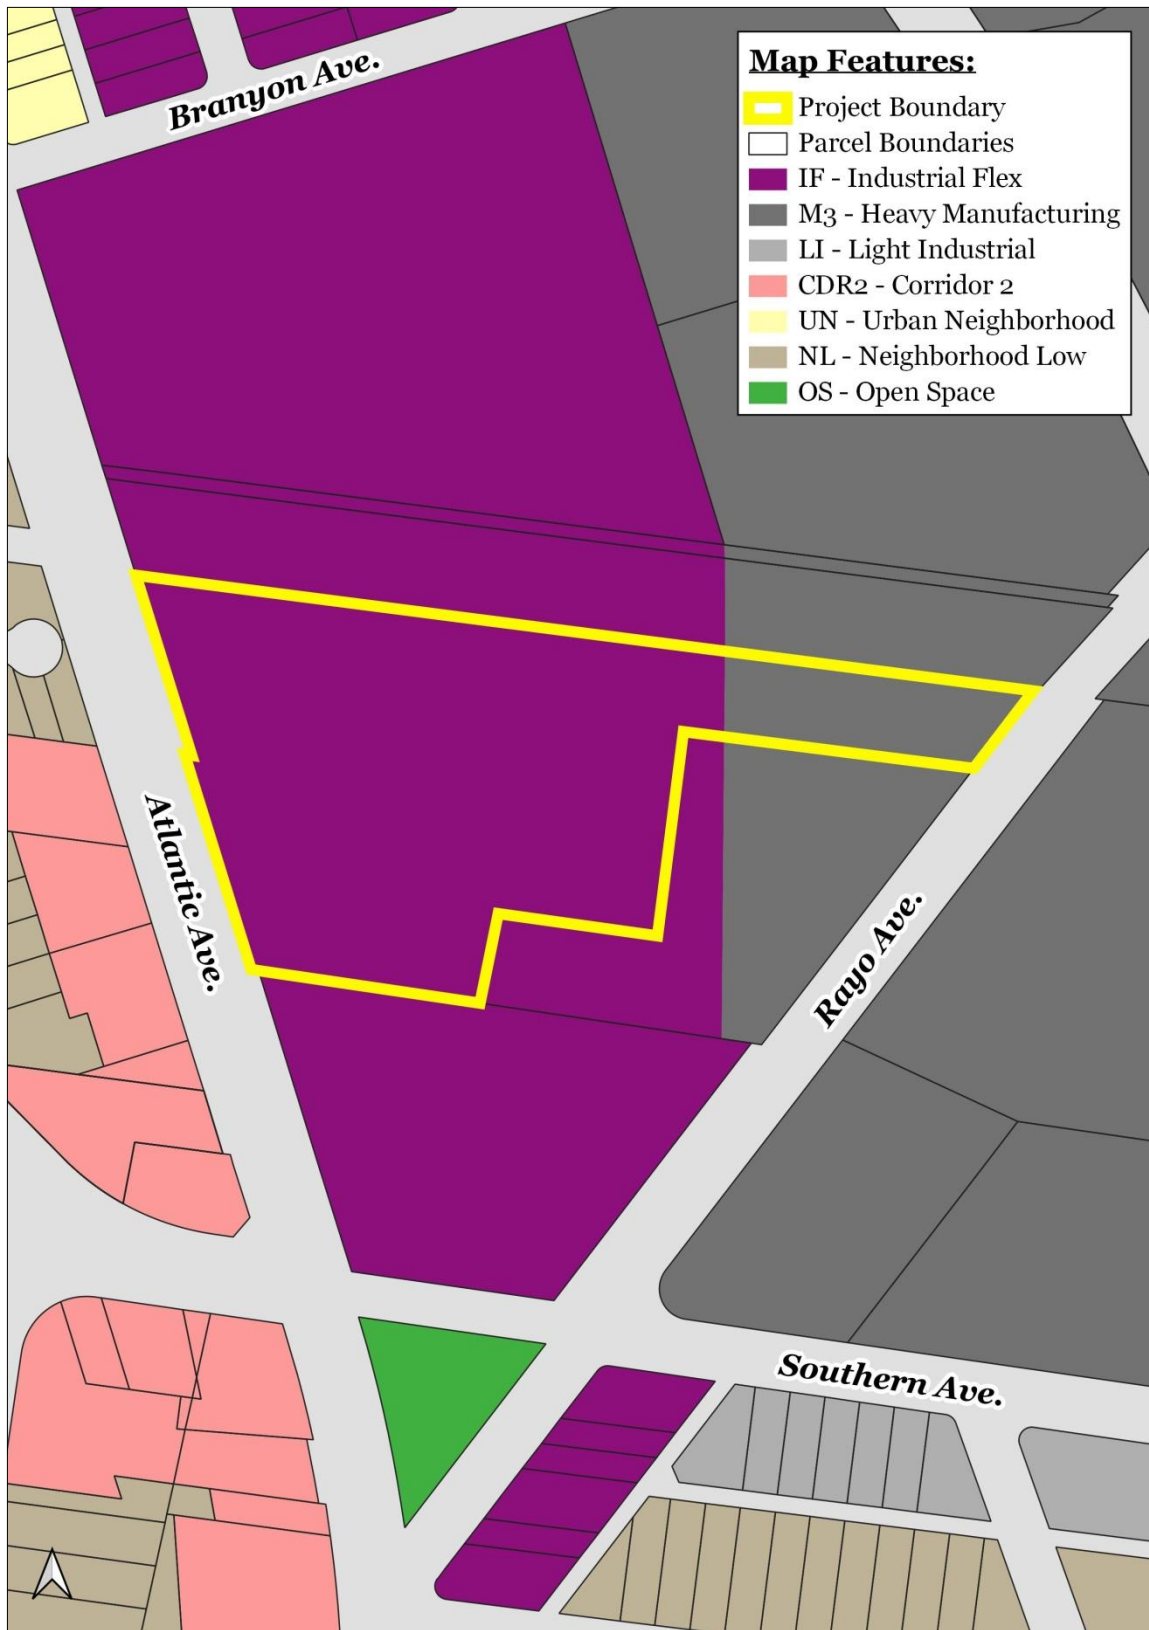 Branyon Ave.
Map Features:
Project Boundary
Parcel Boundaries
IF - Industrial Flex
M3 - Heavy Manufacturing
LI - Light Industrial
CDR2 - Corridor 2
UN - Urban Neighborhood
NL - Neighborhood Low
OS - Open Space
Atlantic Ave.
Rayo Ave.
Southern Ave.